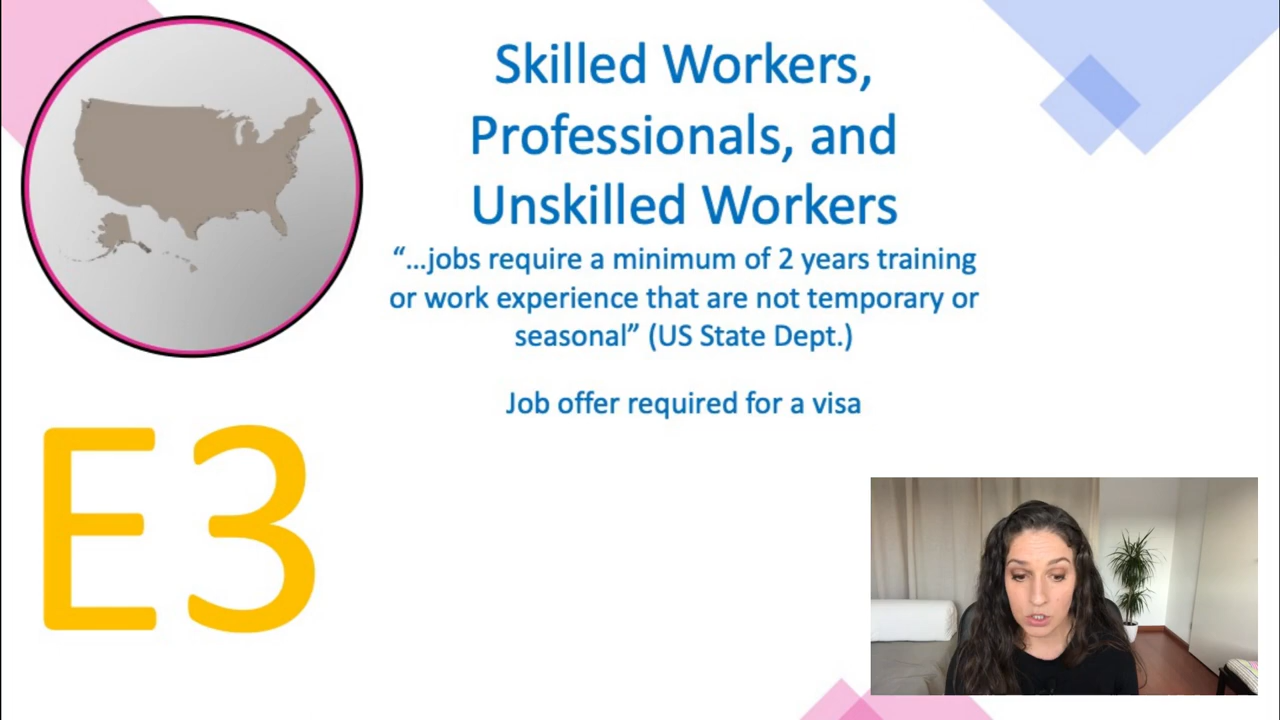 Skilled Workers,
Professionals, and
Unskilled Workers
“...jobs require a minimum of 2 years training
or work experience that are not temporary or
seasonal” (US State Dept.)
Job offer required for a visa
E3